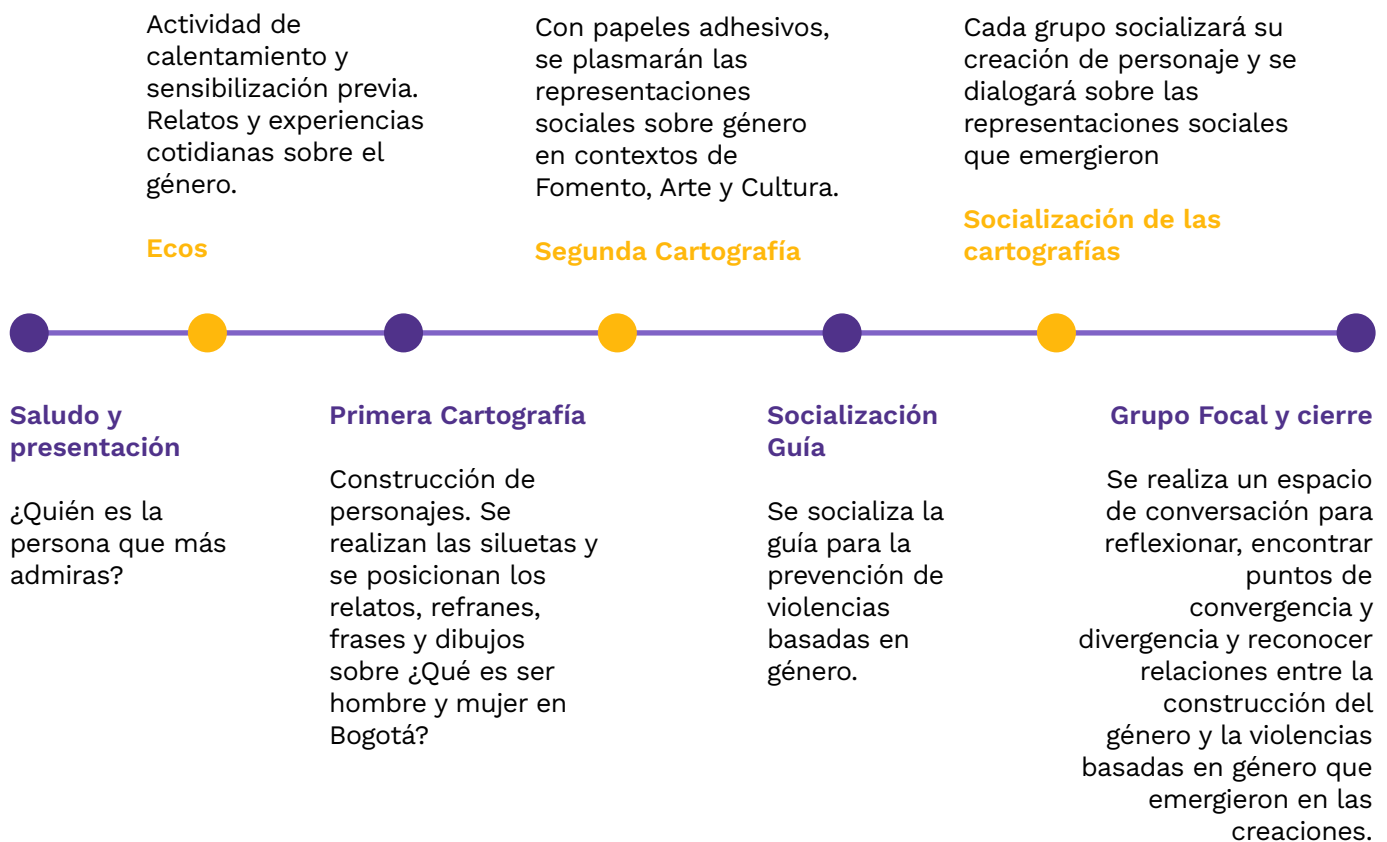 Actividad de
calentamiento y
sensibilización previa.
Relatos y experiencias
cotidianas sobre el
género.
Ecos
Con papeles adhesivos,
se plasmarán las
representaciones
sociales sobre género
en contextos de
Fomento, Arte y Cultura.
Segunda Cartografía
Cada grupo socializará su
creación de personaje y se
dialogará sobre las
representaciones sociales
que emergieron
Socialización de las
cartografías
Saludo y
presentación
¿Quién es la
persona que más
admiras?
Primera Cartografía
Construcción de
personajes. Se
realizan las siluetas y
se posicionan los
relatos, refranes,
frases y dibujos
sobre ¿Qué es ser
hombre y mujer en
Bogotá?
Socialización
Guía
Se socializa la
guía para la
prevención de
violencias
basadas en
género.
Grupo Focal y cierre
Se realiza un espacio
de conversación para
reflexionar, encontrar
puntos de
convergencia y
divergencia y reconocer
relaciones entre la
construcción del
género y la violencias
basadas en género que
emergieron en las
creaciones.